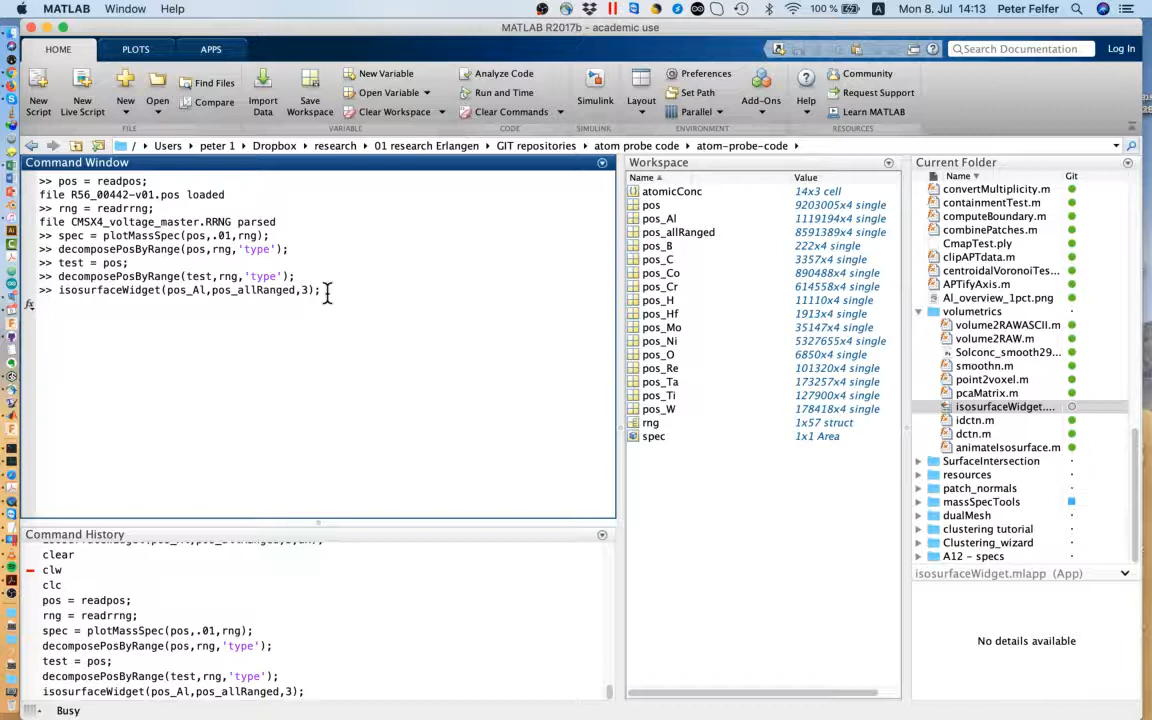 MATLAB Window Help
100 % Mon 8. Jul 14:13 Peter Felfer
MATLAB R2017b - academic use
HOME PLOTS APPS
Search Documentation
Log In
New Script
New Live Script
New
Open
Find Files
Compare
FILE
Import Data
Save Workspace
New Variable
Open Variable
Clear Workspace
VARIABLE
Analyze Code
Run and Time
Clear Commands
CODE
Simulink
SIMULINK
Layout
Preferences
Set Path
Parallel
ENVIRONMENT
Add-Ons
Help
Community
Request Support
Learn MATLAB
RESOURCES
/ Users peter 1 Dropbox research 01 research Erlangen GIT repositories atom probe code atom-probe-code
Command Window
>> pos = readpos;
file R56_00442-v01.pos loaded
>> rng = readrrng;
file CMSX4_voltage_master.RRNG parsed
>> spec = plotMassSpec(pos,.01,rng);
>> decomposePosByRange(pos,rng,'type');
>> test = pos;
>> decomposePosByRange(test,rng,'type');
>> isosurfaceWidget(pos_Al,pos_allRanged,3);
fx
Command History
clear
clw
clc
pos = readpos;
rng = readrrng;
spec = plotMassSpec(pos,.01,rng);
decomposePosByRange(pos,rng,'type');
test = pos;
decomposePosByRange(test,rng,'type');
isosurfaceWidget(pos_Al,pos_allRanged,3);
Busy
Workspace
Name Value
atomicConc 14x3 cell
pos 9203005x4 single
pos_Al 1119194x4 single
pos_allRanged 8591389x4 single
pos_B 222x4 single
pos_C 3357x4 single
pos_Co 890488x4 single
pos_Cr 614558x4 single
pos_H 11110x4 single
pos_Hf 1913x4 single
pos_Mo 35147x4 single
pos_Ni 5327655x4 single
pos_O 6850x4 single
pos_Re 101320x4 single
pos_Ta 173257x4 single
pos_Ti 127900x4 single
pos_W 178418x4 single
rng 1x57 struct
spec 1x1 Area
Current Folder
Name Git
convertMultiplicity.m
containmentTest.m
computeBoundary.m
combinePatches.m
CmapTest.ply
clipAPTdata.m
centroidalVoronoiTes...
APTifyAxis.m
Al_overview_1pct.png
volumetrics
volume2RAWASCII.m
volume2RAW.m
Solconc_smooth29...
smoothn.m
point2voxel.m
pcaMatrix.m
isosurfaceWidget....
idctn.m
dctn.m
animateIsosurface.m
SurfaceIntersection
resources
patch_normals
massSpecTools
dualMesh
clustering tutorial
Clustering_wizard
A12 - specs
isosurfaceWidget.mlapp (App)
No details available